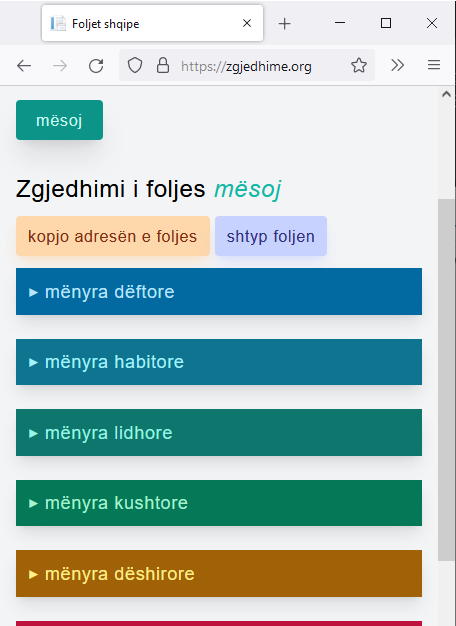 Foljet shqipe
https://zgjedhime.org
mësoj
Zgjedhimi i foljes mësoj
kopjo adresën e foljes shtyp foljen
▸ mënyra dëftore
▸ mënyra habitore
▸ mënyra lidhore
▸ mënyra kushtore
▸ mënyra dëshirore